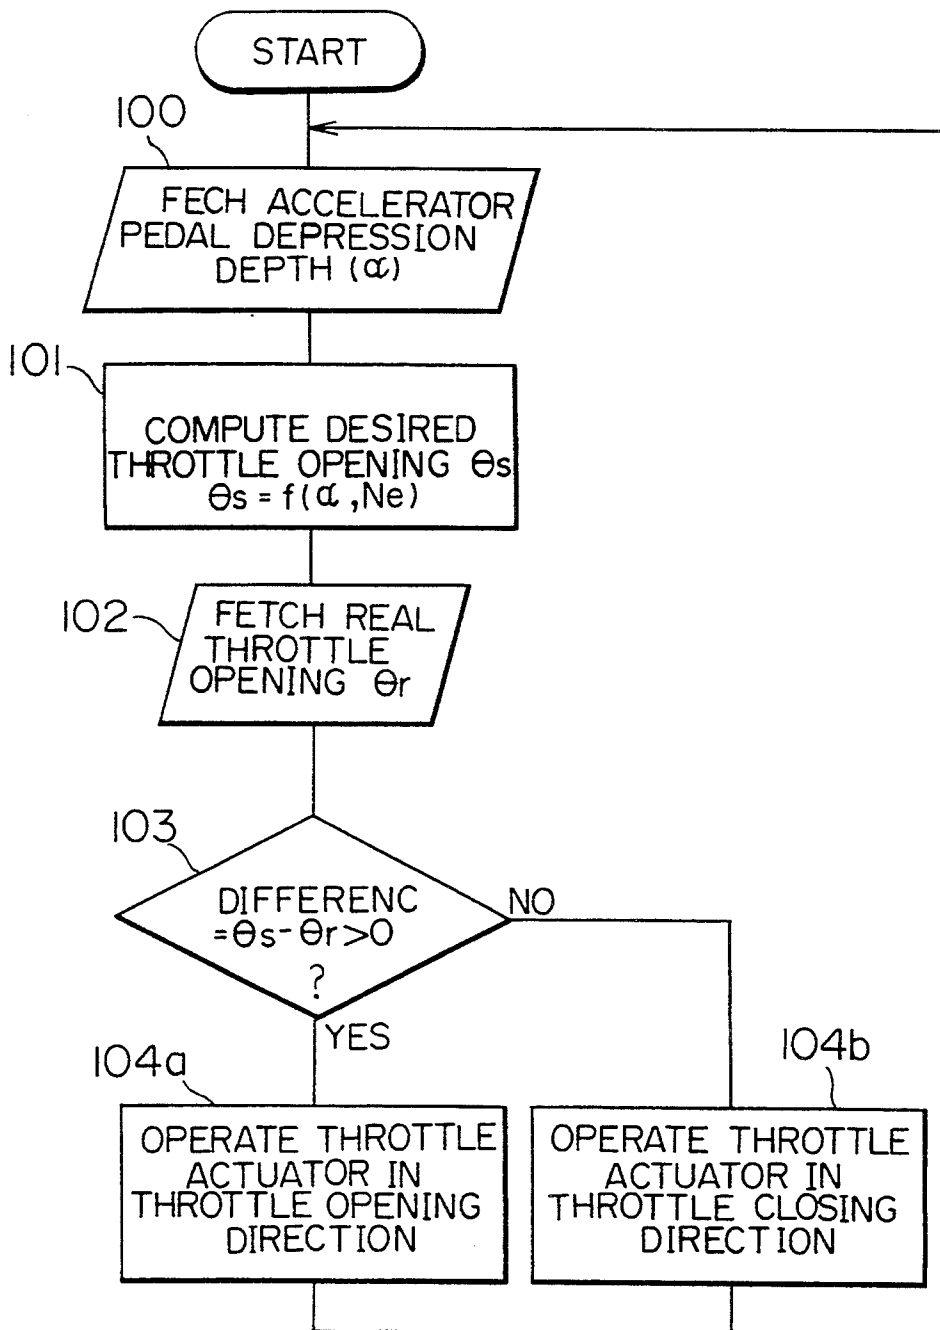 START
100
FECH ACCELERATOR
PEDAL DEPRESSION
DEPTH (α)
101
COMPUTE DESIRED
THROTTLE OPENING θs
θs = f(α, Ne)
102
FETCH REAL
THROTTLE
OPENING θr
103
DIFFERENC
=θs-θr>0
?
NO
YES
104a
104b
OPERATE THROTTLE
ACTUATOR IN
THROTTLE OPENING
DIRECTION
OPERATE THROTTLE
ACTUATOR IN
THROTTLE CLOSING
DIRECTION